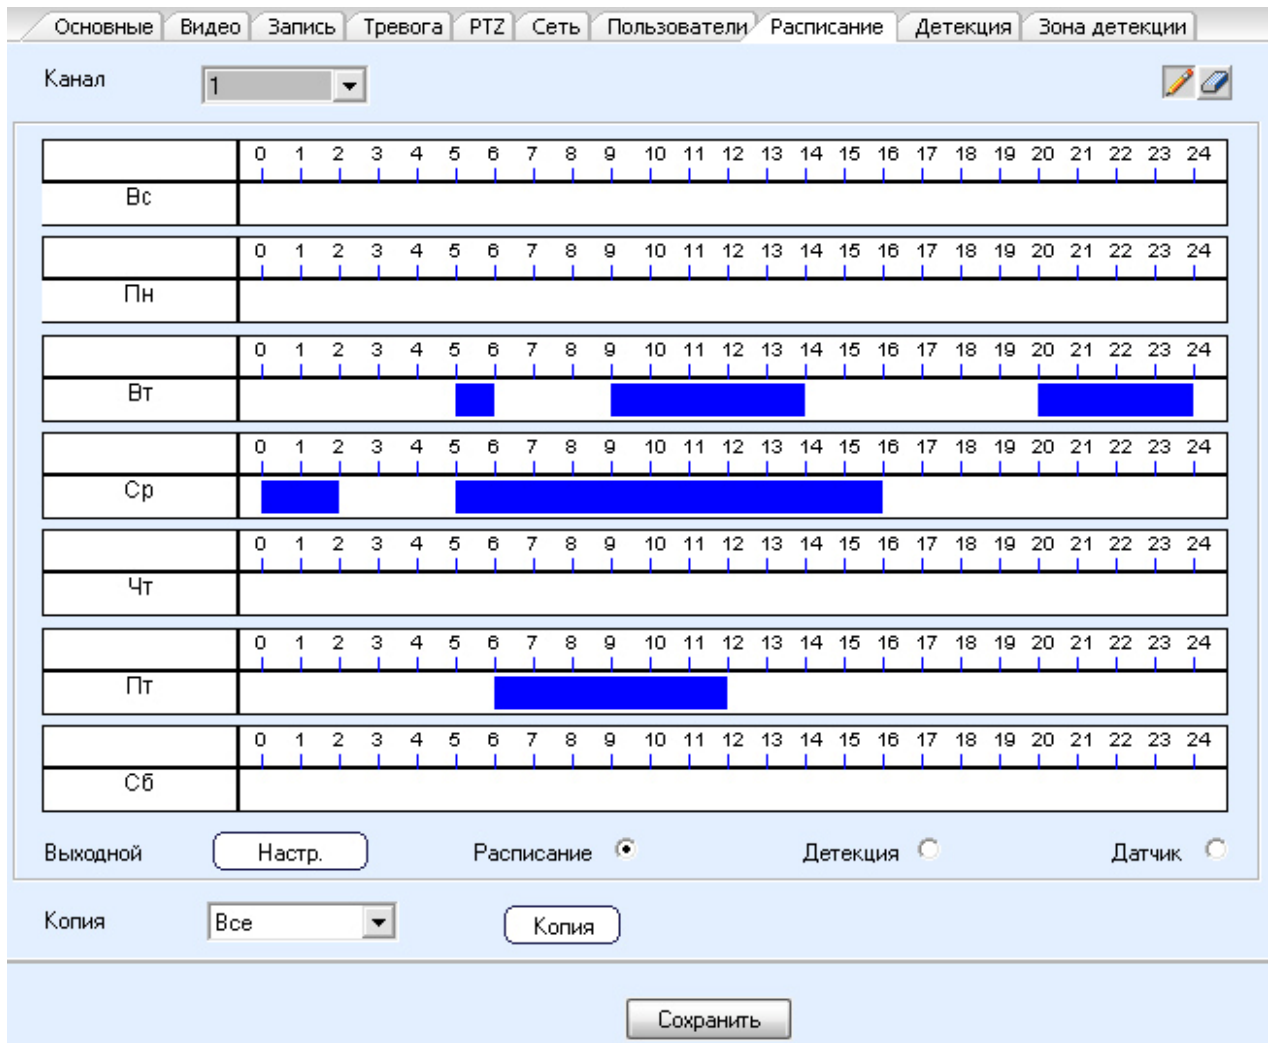 Основные Видео Запись Тревога PTZ Сеть Пользователи Расписание Детекция Зона детекции
Канал 1
0 1 2 3 4 5 6 7 8 9 10 11 12 13 14 15 16 17 18 19 20 21 22 23 24
Вс
0 1 2 3 4 5 6 7 8 9 10 11 12 13 14 15 16 17 18 19 20 21 22 23 24
Пн
0 1 2 3 4 5 6 7 8 9 10 11 12 13 14 15 16 17 18 19 20 21 22 23 24
Вт
0 1 2 3 4 5 6 7 8 9 10 11 12 13 14 15 16 17 18 19 20 21 22 23 24
Ср
0 1 2 3 4 5 6 7 8 9 10 11 12 13 14 15 16 17 18 19 20 21 22 23 24
Чт
0 1 2 3 4 5 6 7 8 9 10 11 12 13 14 15 16 17 18 19 20 21 22 23 24
Пт
0 1 2 3 4 5 6 7 8 9 10 11 12 13 14 15 16 17 18 19 20 21 22 23 24
Сб
Выходной Настр. Расписание Детекция Датчик
Копия Все Копия
Сохранить